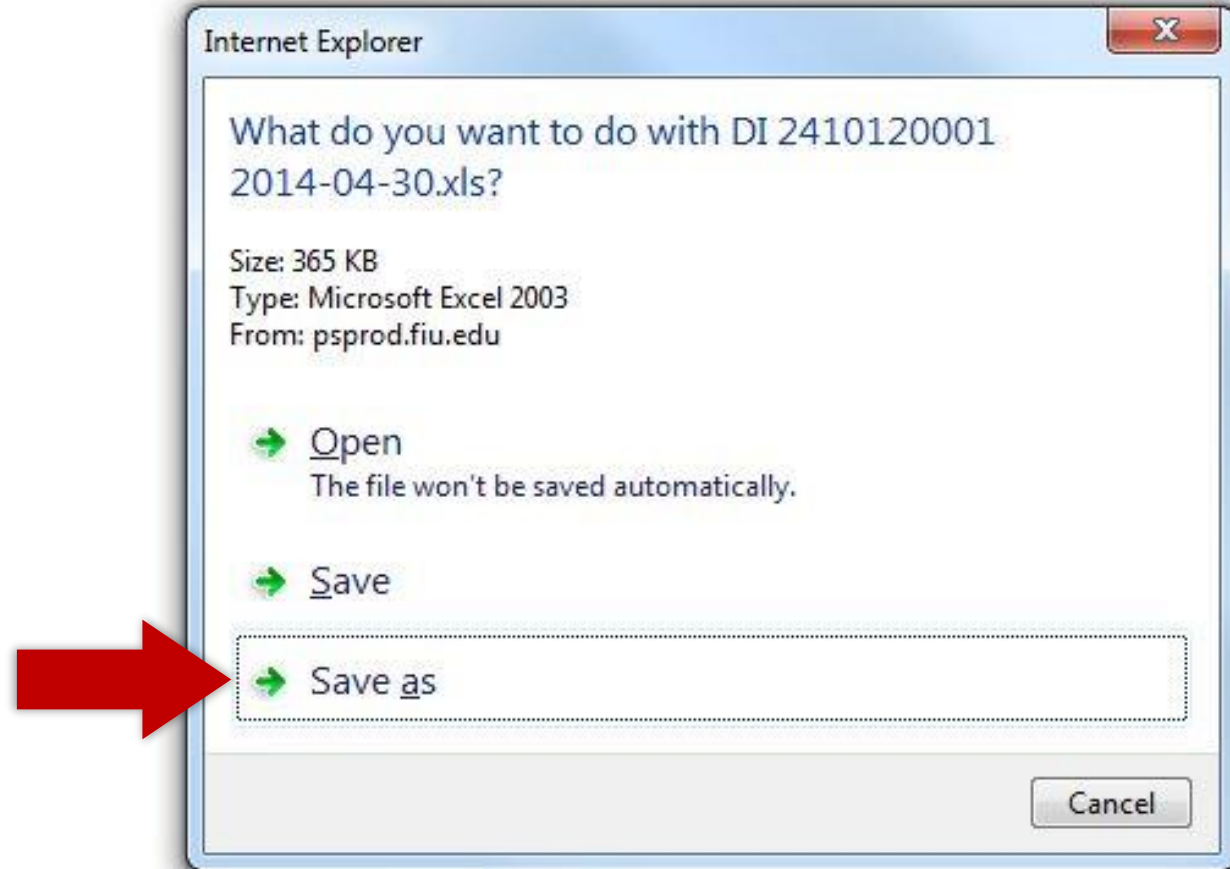 Internet Explorer
X
What do you want to do with DI 2410120001
2014-04-30.xls?
Size: 365 KB
Type: Microsoft Excel 2003
From: psprod.fiu.edu
Open
The file won't be saved automatically.
Save
Save as
Cancel